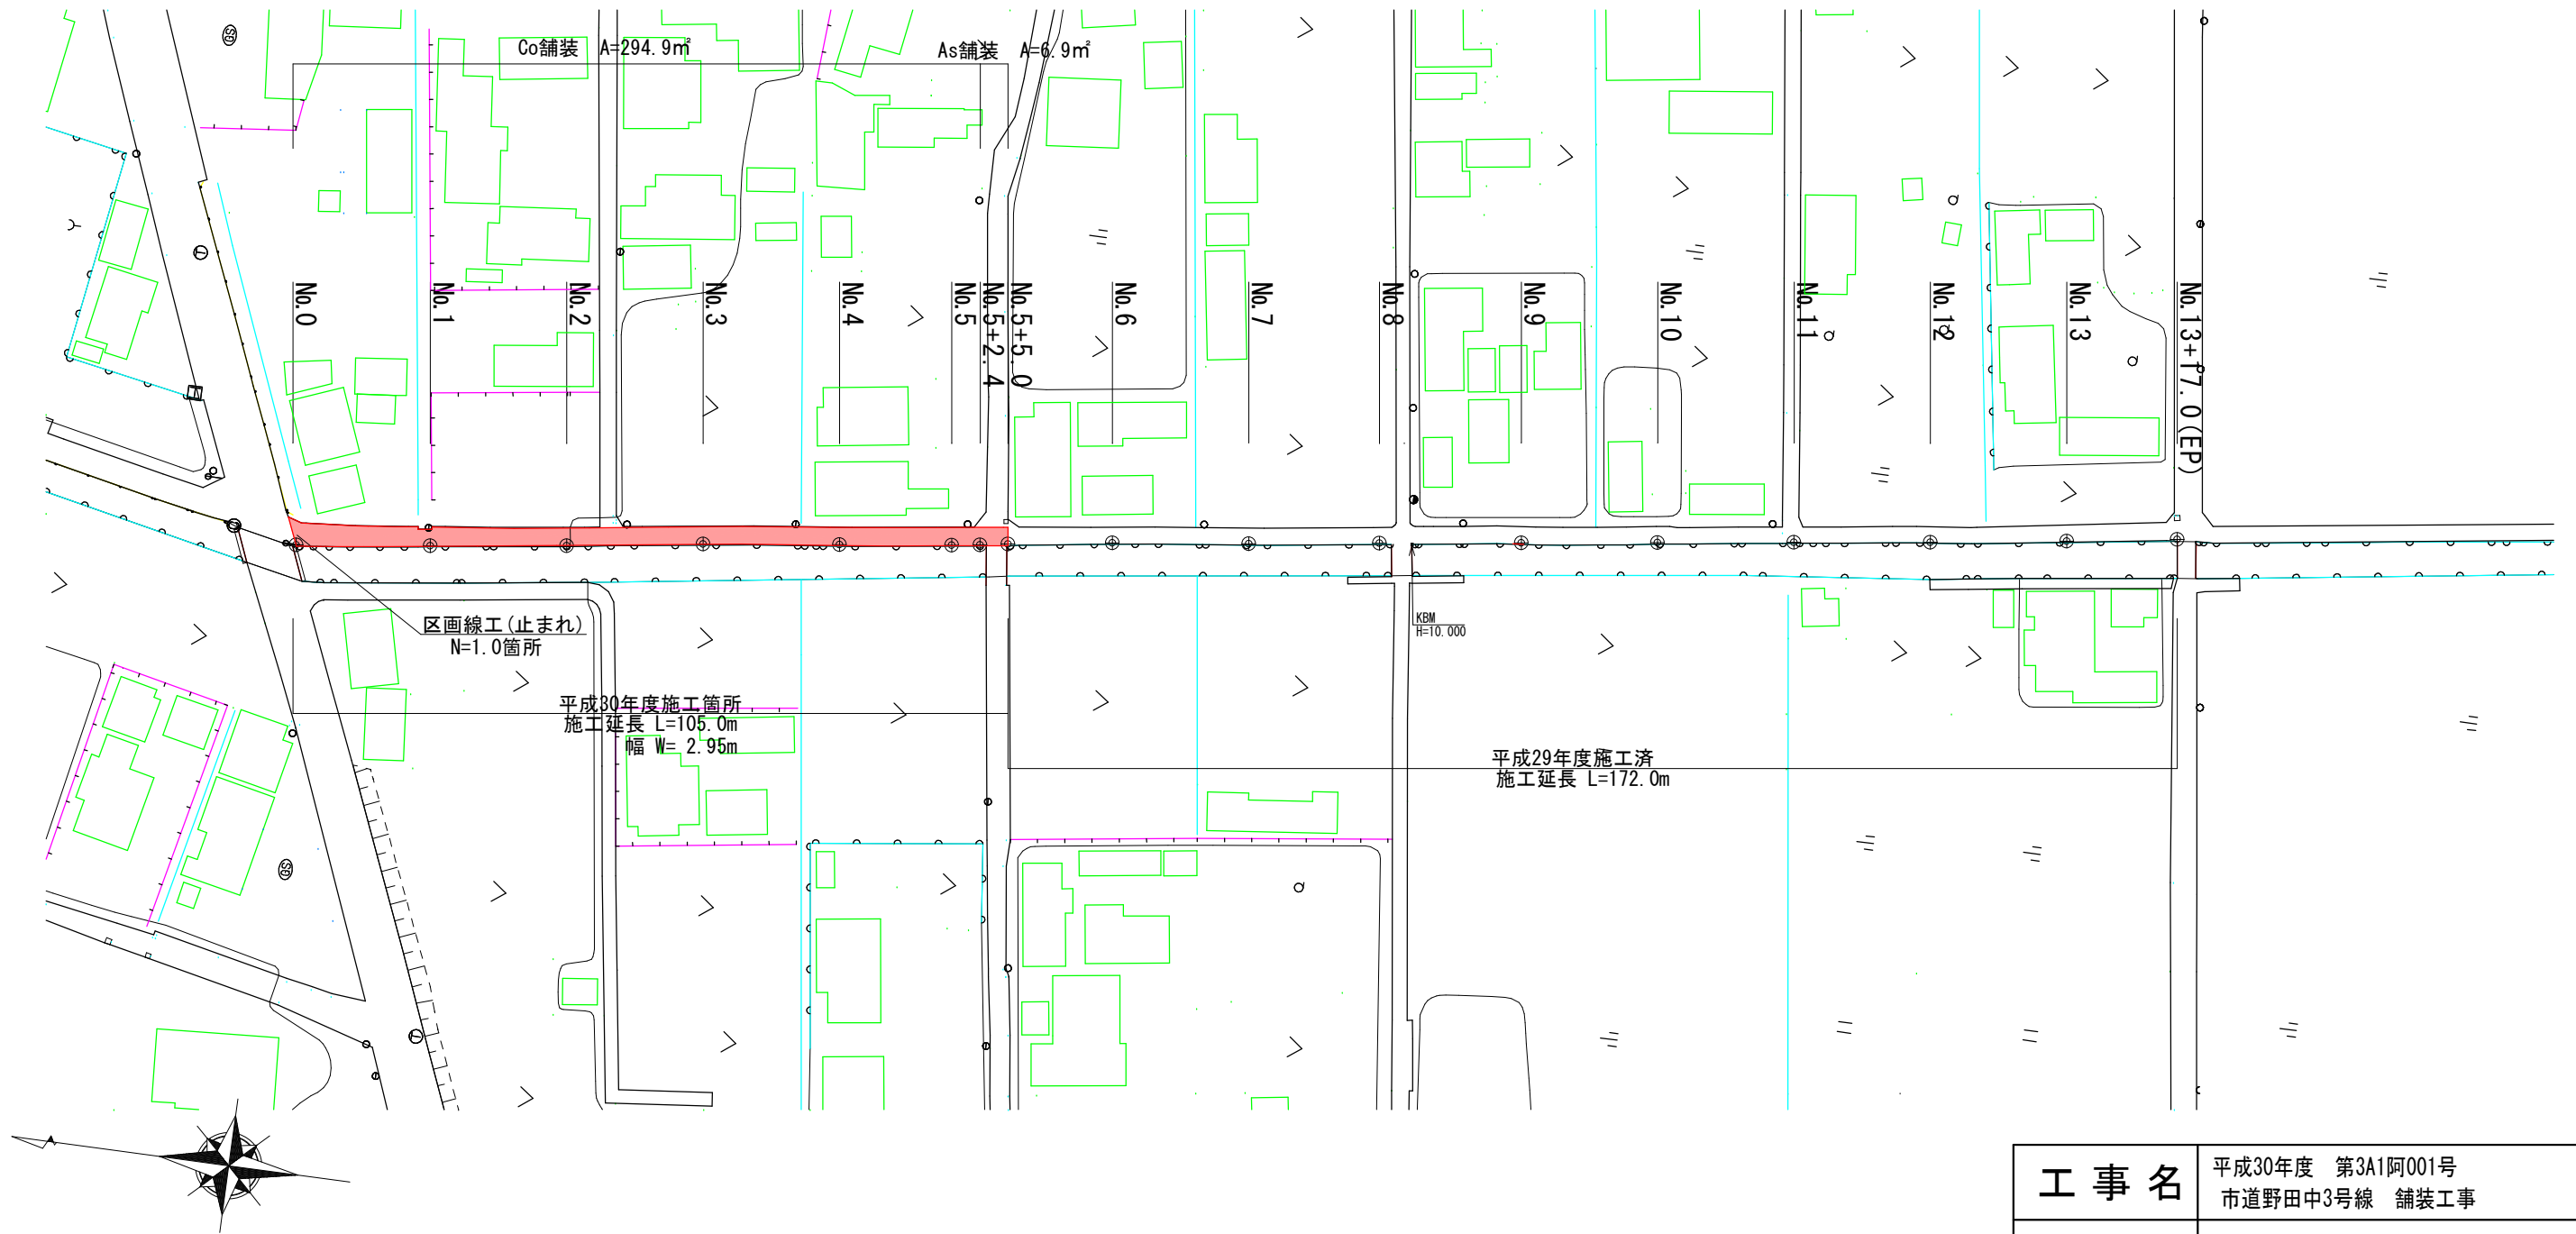 Co舗装 A=294.9㎡
As舗装 A=6.9㎡
GS
T
No.0
No.1
No.2
No.3
No.4
No.5
No.5+2.4
No.5+5.0
No.6
No.7
No.8
No.9
No.10
No.11
No.12
No.13
No.13+17.0(EP)
区画線工(止まれ)
N=1.0箇所
KBM
H=10.000
平成30年度施工箇所
施工延長 L=105.0m
幅 W= 2.95m
平成29年度施工済
施工延長 L=172.0m
GS
T
工事名
平成30年度 第3A1阿001号
市道野田中3号線 舗装工事